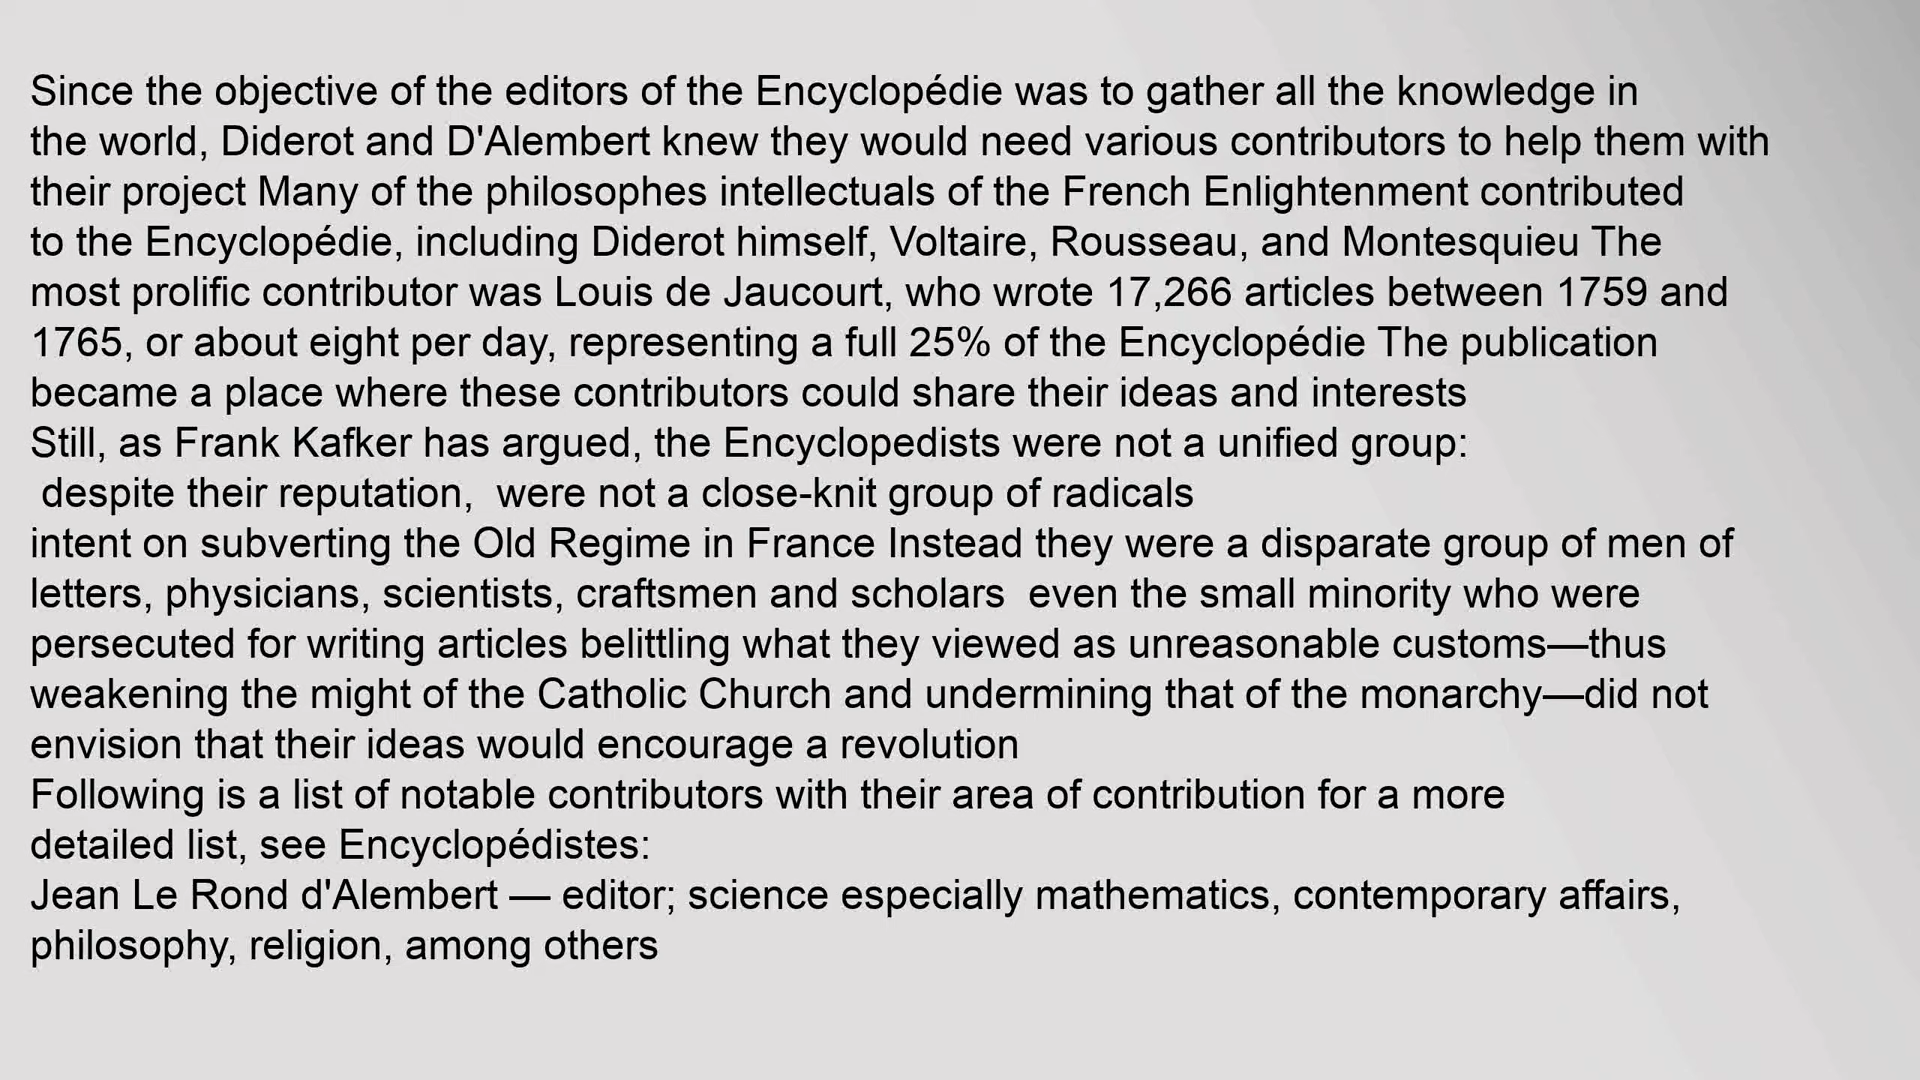 Since the objective of the editors of the Encyclopédie was to gather all the knowledge in
the world, Diderot and D'Alembert knew they would need various contributors to help them with
their project Many of the philosophes intellectuals of the French Enlightenment contributed
to the Encyclopédie, including Diderot himself, Voltaire, Rousseau, and Montesquieu The
most prolific contributor was Louis de Jaucourt, who wrote 17,266 articles between 1759 and
1765, or about eight per day, representing a full 25% of the Encyclopédie The publication
became a place where these contributors could share their ideas and interests
Still, as Frank Kafker has argued, the Encyclopedists were not a unified group:
despite their reputation,  were not a close-knit group of radicals
intent on subverting the Old Regime in France Instead they were a disparate group of men of
letters, physicians, scientists, craftsmen and scholars  even the small minority who were
persecuted for writing articles belittling what they viewed as unreasonable customs—thus
weakening the might of the Catholic Church and undermining that of the monarchy—did not
envision that their ideas would encourage a revolution
Following is a list of notable contributors with their area of contribution for a more
detailed list, see Encyclopédistes:
Jean Le Rond d'Alembert — editor; science especially mathematics, contemporary affairs,
philosophy, religion, among others